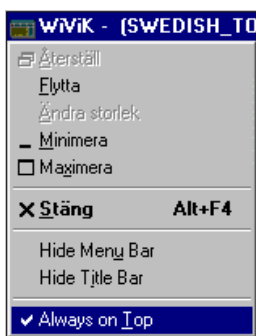 WiViK - (SWEDISH_TO
Återställ
Flytta
Ändra storlek
Minimera
Maximera
Stäng Alt+F4
Hide Menu Bar
Hide Title Bar
Always on Top